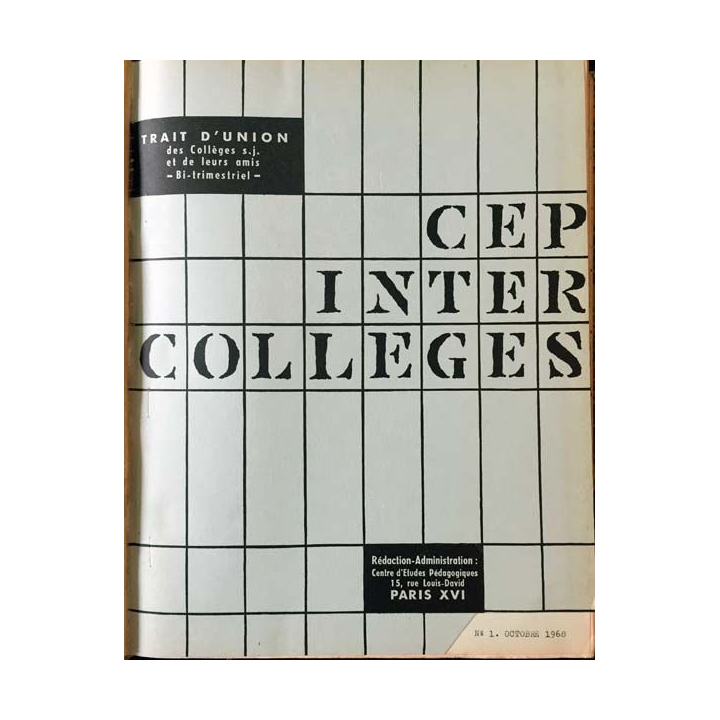 TRAIT D'UNION
des Collèges s.j.
et de leurs amis
– Bi-trimestriel –
CEP
INTER
COLLEGES
Rédaction-Administration :
Centre d'Etudes Pédagogiques
15, rue Louis-David
PARIS XVI
N° 1. OCTOBRE 1968